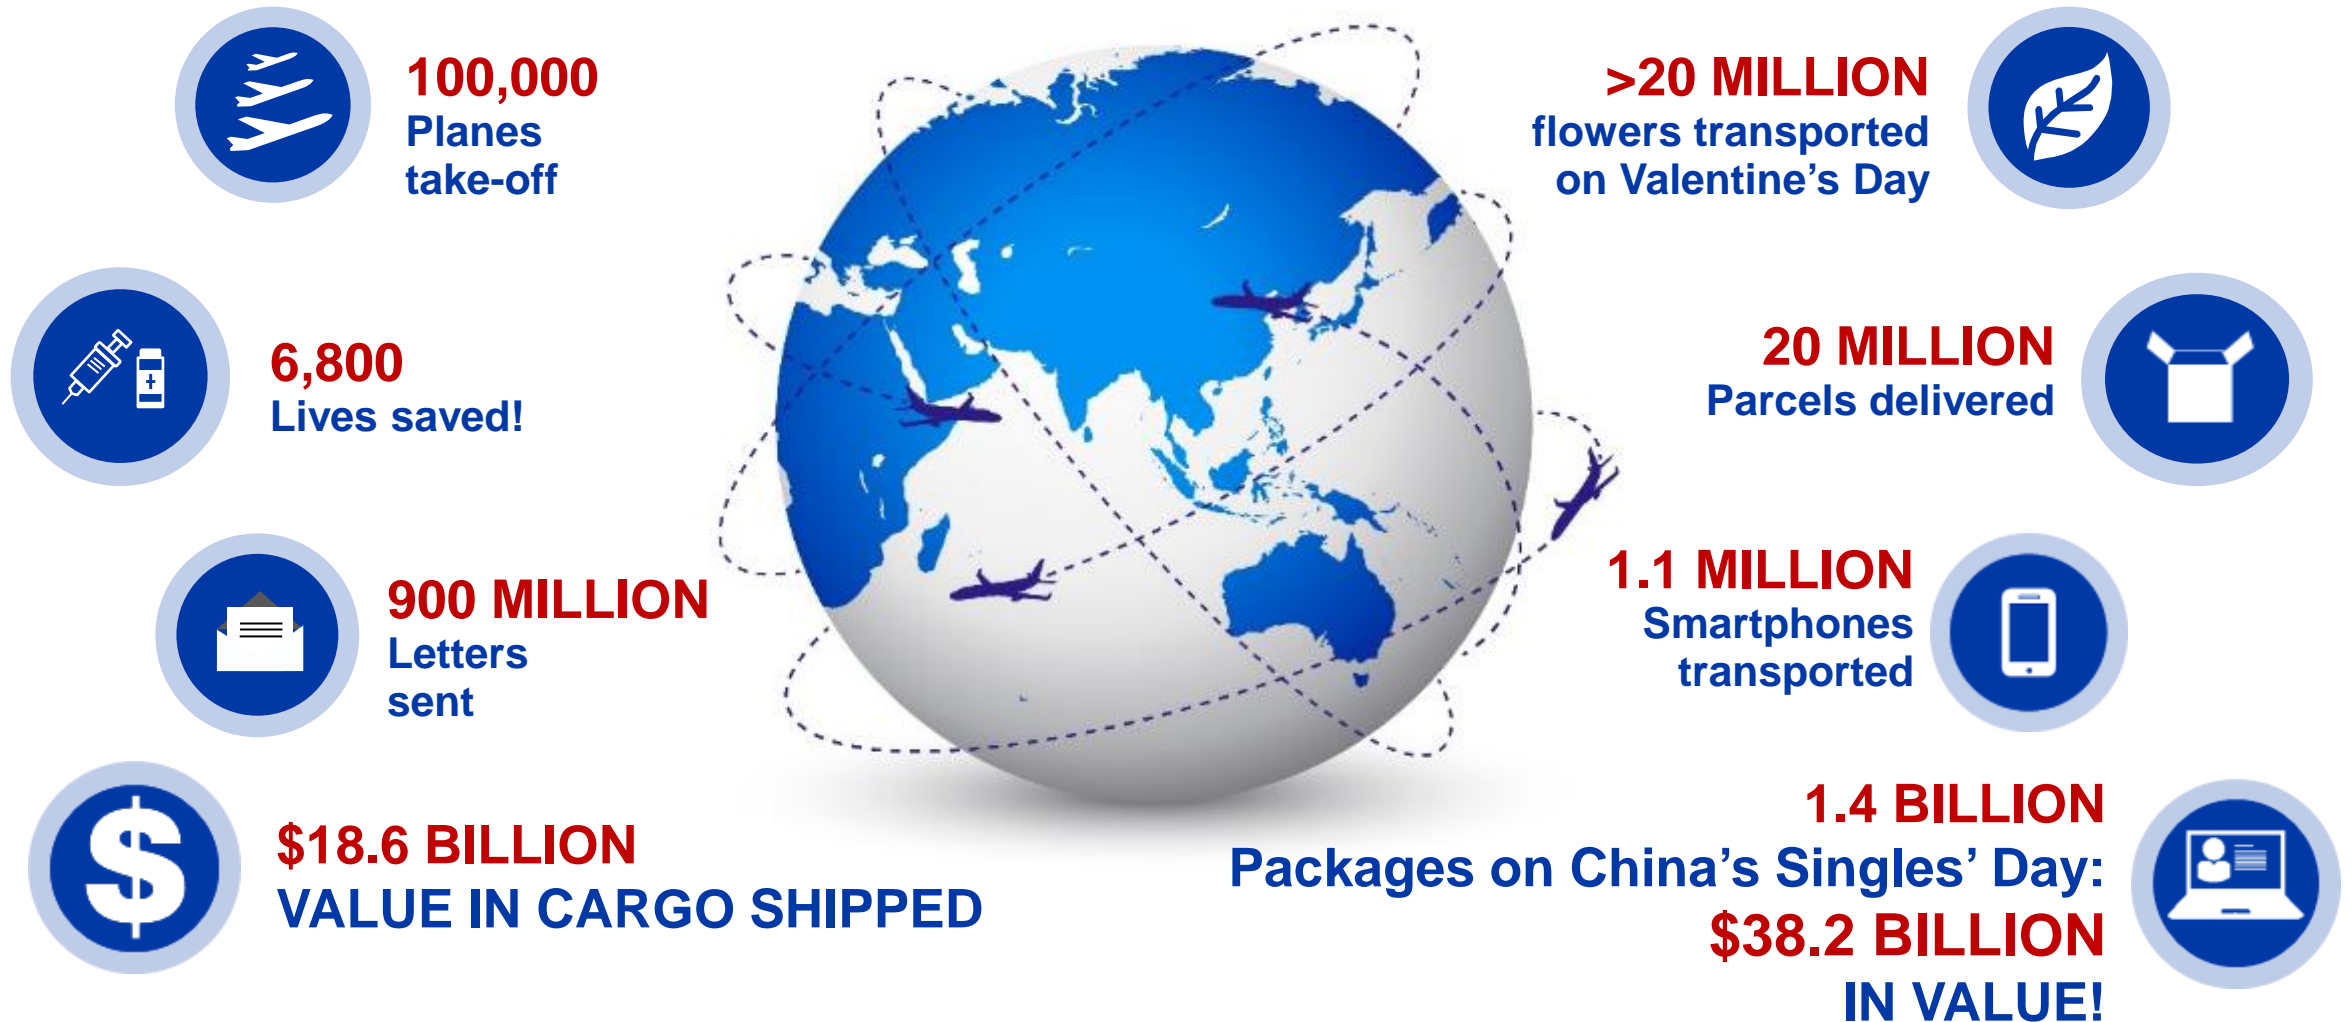 100,000
Planes
take-off
>20 MILLION
flowers transported
on Valentine’s Day
6,800
Lives saved!
20 MILLION
Parcels delivered
900 MILLION
Letters
sent
1.1 MILLION
Smartphones
transported
$18.6 BILLION
VALUE IN CARGO SHIPPED
1.4 BILLION
Packages on China’s Singles’ Day:
$38.2 BILLION
IN VALUE!